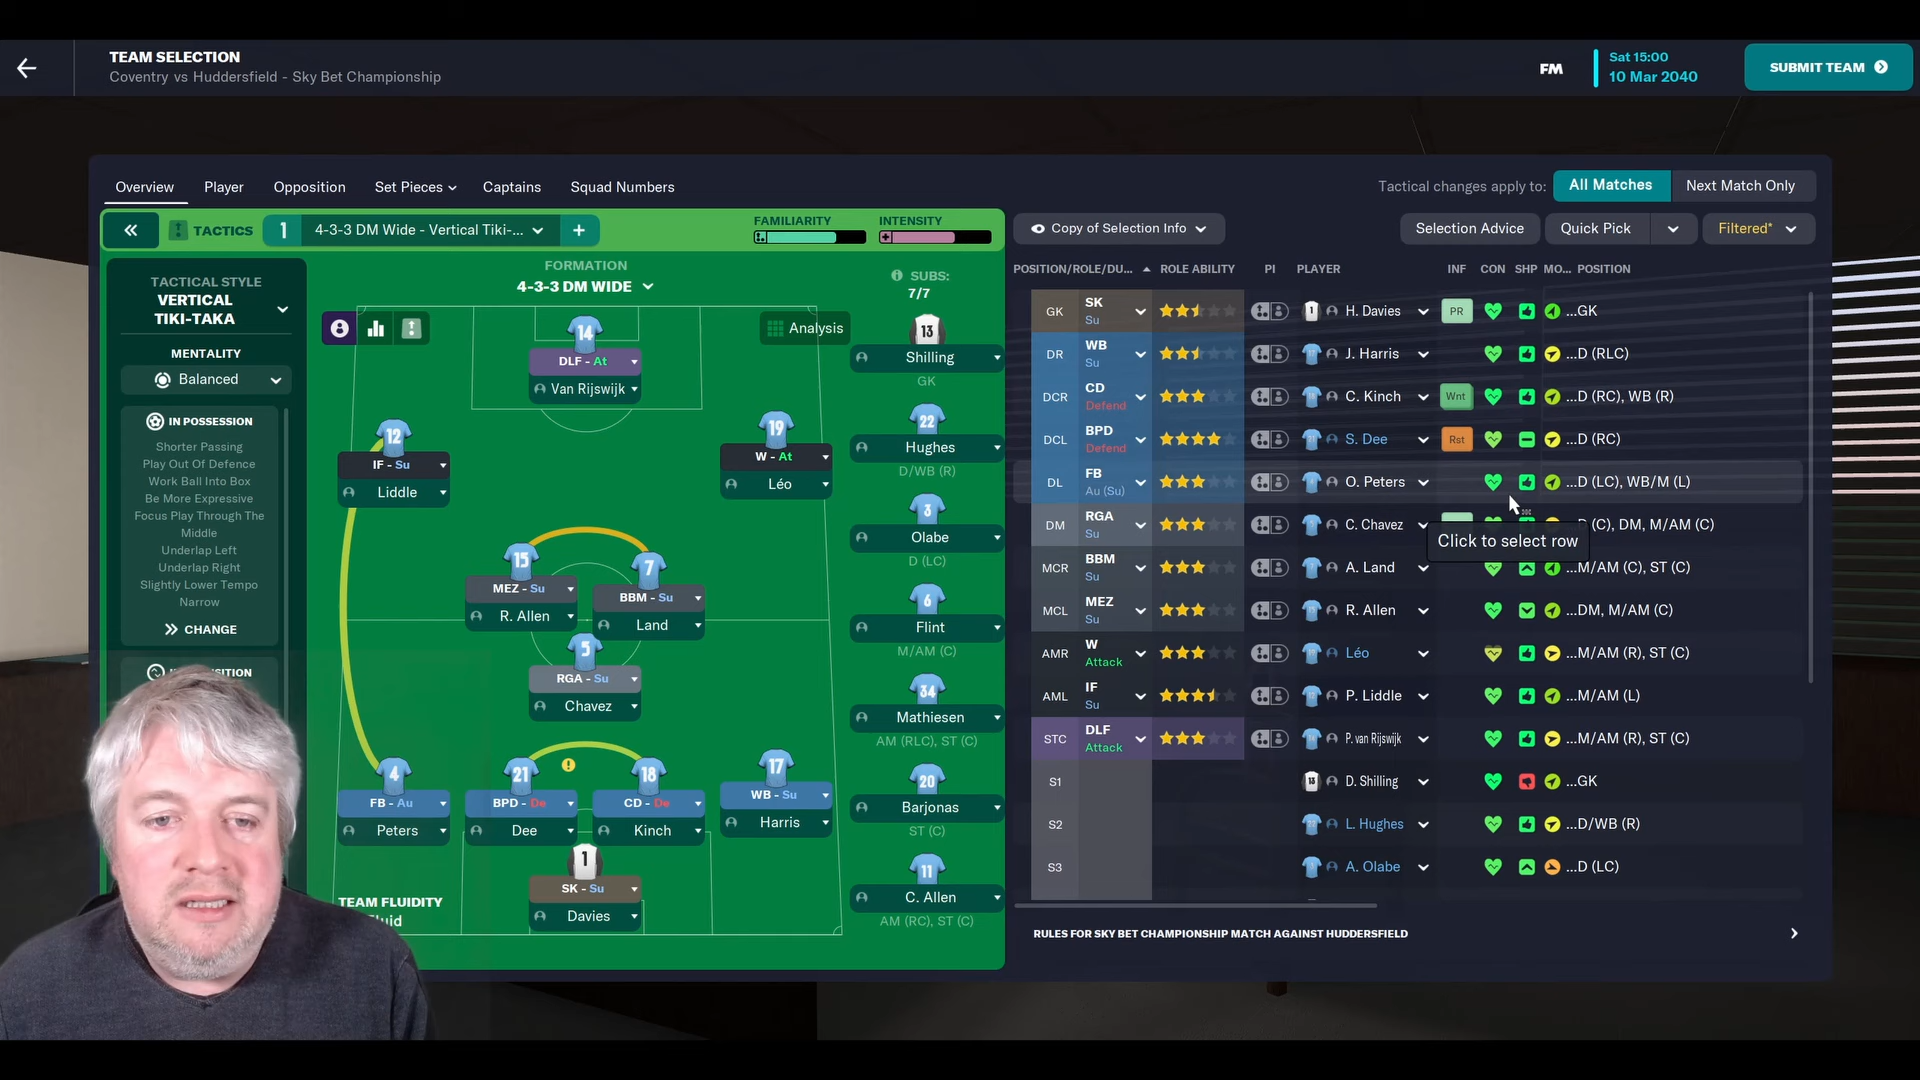 TEAM SELECTION
Coventry vs Huddersfield - Sky Bet Championship
FM
Sat 15:00
10 Mar 2040
SUBMIT TEAM
Overview
Player
Opposition
Set Pieces
Captains
Squad Numbers
Tactical changes apply to:
All Matches
Next Match Only
TACTICS
1
4-3-3 DM Wide - Vertical Tiki-...
FAMILIARITY
INTENSITY
TACTICAL STYLE
VERTICAL
TIKI-TAKA
MENTALITY
Balanced
IN POSSESSION
Shorter Passing
Play Out Of Defence
Work Ball Into Box
Be More Expressive
Focus Play Through The
Middle
Underlap Left
Underlap Right
Slightly Lower Tempo
Narrow
CHANGE
FORMATION
4-3-3 DM WIDE
Analysis
14
DLF - At
Van Rijswijk
12
IF - Su
Liddle
19
W - At
Léo
15
MEZ - Su
R. Allen
7
BBM - Su
Land
5
RGA - Su
Chavez
4
FB - Au
Peters
21
BPD - De
Dee
18
CD - De
Kinch
17
WB - Su
Harris
1
SK - Su
Davies
TEAM FLUIDITY
SUBS:
7/7
13
Shilling
GK
22
Hughes
D/WB (R)
3
Olabe
D (LC)
6
Flint
M/AM (C)
34
Mathiesen
AM (RLC), ST (C)
20
Barjonas
ST (C)
11
C. Allen
AM (RC), ST (C)
Copy of Selection Info
Selection Advice
Quick Pick
Filtered*
POSITION/ROLE/DU... ROLE ABILITY PI PLAYER INF CON SHP MO... POSITION
GK SK Su H. Davies PR ...GK
DR WB Su J. Harris ...D (RLC)
DCR CD Defend C. Kinch Wnt ...D (RC), WB (R)
DCL BPD Defend S. Dee Rst ...D (RC)
DL FB Au (Su) O. Peters ...D (LC), WB/M (L)
DM RGA Su C. Chavez D (C), DM, M/AM (C)
Click to select row
MCR BBM Su A. Land ...M/AM (C), ST (C)
MCL MEZ Su R. Allen ...DM, M/AM (C)
AMR W Attack Léo ...M/AM (R), ST (C)
AML IF Su P. Liddle ...M/AM (L)
STC DLF Attack P. van Rijswijk ...M/AM (R), ST (C)
S1 D. Shilling ...GK
S2 L. Hughes ...D/WB (R)
S3 A. Olabe ...D (LC)
RULES FOR SKY BET CHAMPIONSHIP MATCH AGAINST HUDDERSFIELD